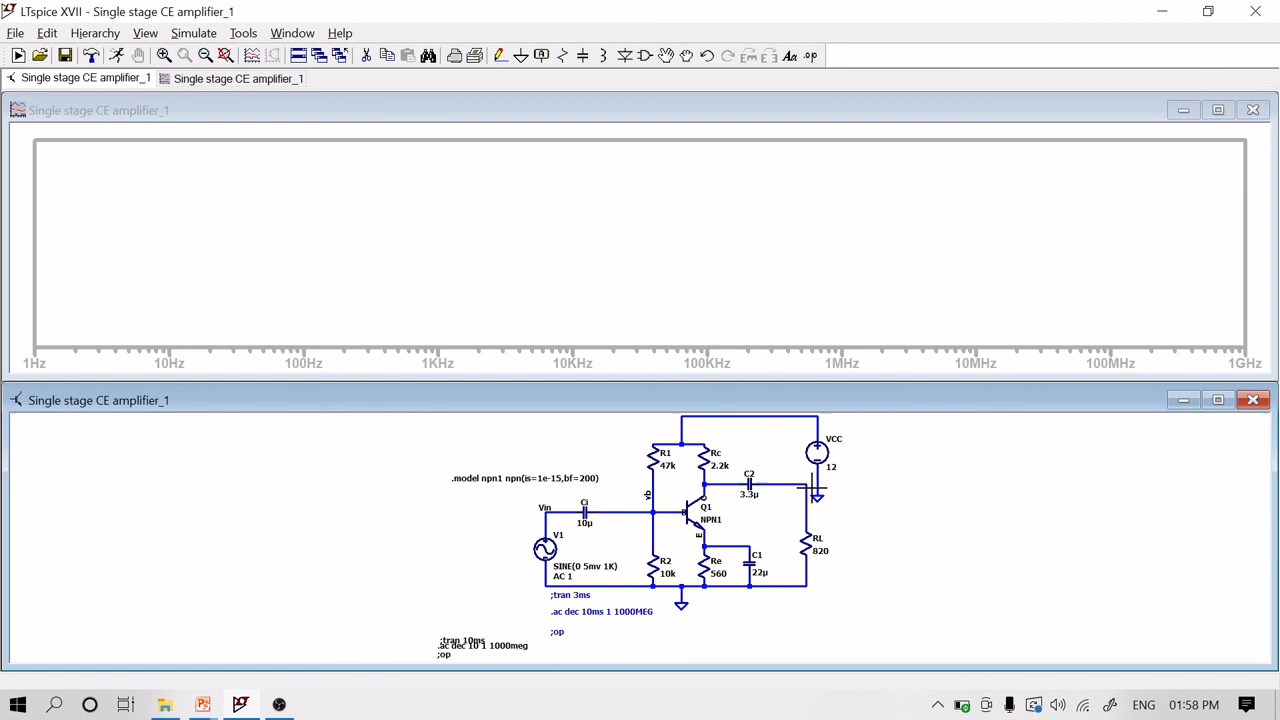 LTspice XVII - Single stage CE amplifier_1
File Edit Hierarchy View Simulate Tools Window Help
Single stage CE amplifier_1 Single stage CE amplifier_1
Single stage CE amplifier_1
1Hz 10Hz 100Hz 1KHz 10KHz 100KHz 1MHz 10MHz 100MHz 1GHz
Single stage CE amplifier_1
VCC
12
R1
47k
Rc
2.2k
.model npn1 npn(is=1e-15,bf=200)
C2
3.3µ
vb
C
Vin
Ci
10µ
B
Q1
NPN1
E
V1
SINE(0 5mv 1K)
AC 1
R2
10k
Re
560
C1
22µ
RL
820
;tran 3ms
.ac dec 10ms 1 1000MEG
;op
;tran 10ms
.ac dec 10 1 1000meg
;op
ENG 01:58 PM